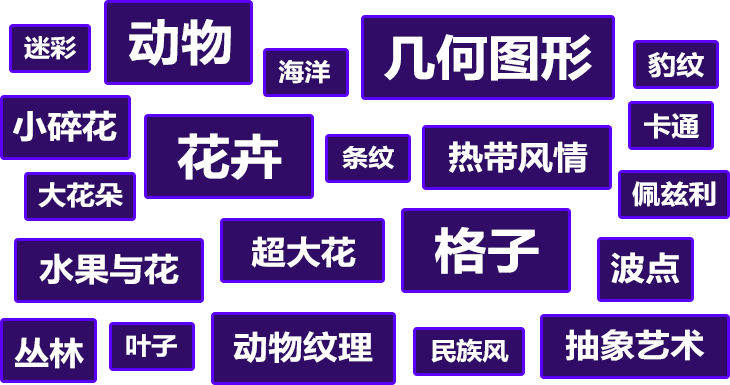 迷彩
动物
海洋
几何图形
豹纹
小碎花
花卉
条纹
热带风情
卡通
大花朵
佩兹利
水果与花
超大花
格子
波点
丛林
叶子
动物纹理
民族风
抽象艺术